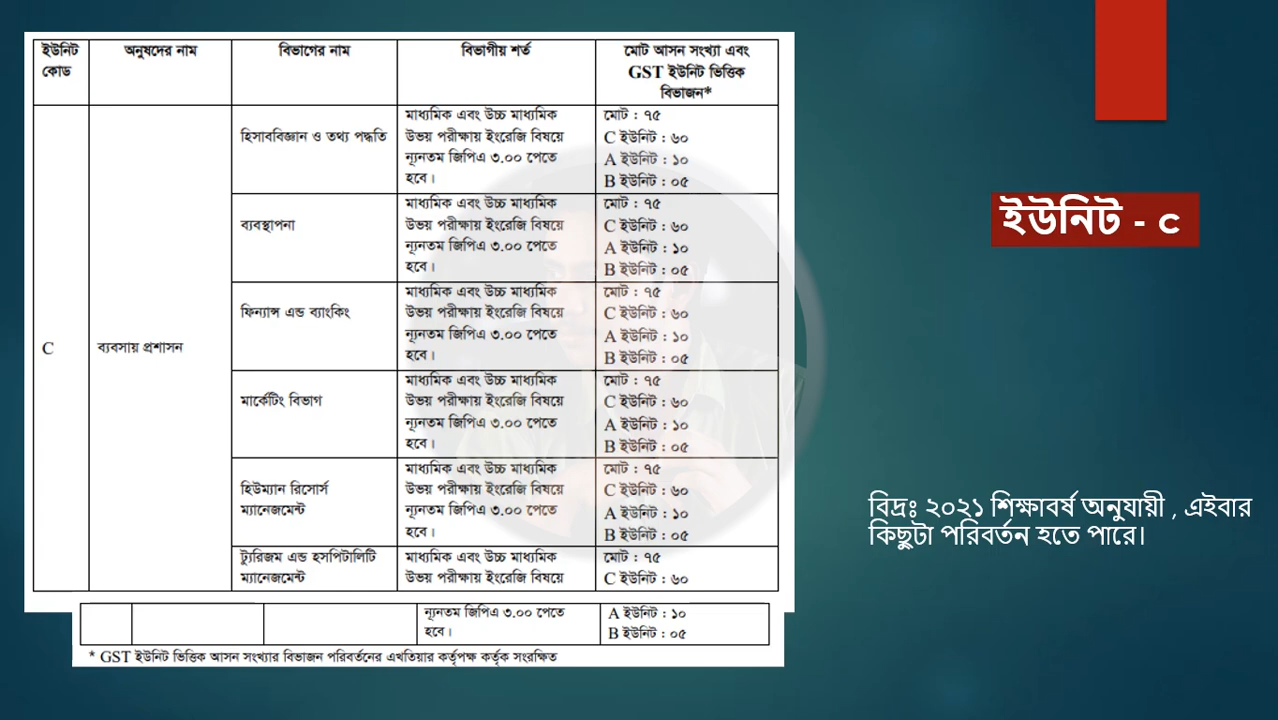 ইউনিট কোড
অনুষদের নাম
বিভাগের নাম
বিভাগীয় শর্ত
মোট আসন সংখ্যা এবং
GST ইউনিট ভিত্তিক
বিভাজন*
C
ব্যবসায় প্রশাসন
হিসাববিজ্ঞান ও তথ্য পদ্ধতি
মাধ্যমিক এবং উচ্চ মাধ্যমিক
উভয় পরীক্ষায় ইংরেজি বিষয়ে
ন্যূনতম জিপিএ ৩.০০ পেতে
হবে।
মোট : ৭৫
C ইউনিট : ৬০
A ইউনিট : ১০
B ইউনিট : ০৫
ব্যবস্থাপনা
মাধ্যমিক এবং উচ্চ মাধ্যমিক
উভয় পরীক্ষায় ইংরেজি বিষয়ে
ন্যূনতম জিপিএ ৩.০০ পেতে
হবে।
মোট : ৭৫
C ইউনিট : ৬০
A ইউনিট : ১০
B ইউনিট : ০৫
ফিন্যান্স এন্ড ব্যাংকিং
মাধ্যমিক এবং উচ্চ মাধ্যমিক
উভয় পরীক্ষায় ইংরেজি বিষয়ে
ন্যূনতম জিপিএ ৩.০০ পেতে
হবে।
মোট : ৭৫
C ইউনিট : ৬০
A ইউনিট : ১০
B ইউনিট : ০৫
মার্কেটিং বিভাগ
মাধ্যমিক এবং উচ্চ মাধ্যমিক
উভয় পরীক্ষায় ইংরেজি বিষয়ে
ন্যূনতম জিপিএ ৩.০০ পেতে
হবে।
মোট : ৭৫
C ইউনিট : ৬০
A ইউনিট : ১০
B ইউনিট : ০৫
হিউম্যান রিসোর্স
ম্যানেজমেন্ট
মাধ্যমিক এবং উচ্চ মাধ্যমিক
উভয় পরীক্ষায় ইংরেজি বিষয়ে
ন্যূনতম জিপিএ ৩.০০ পেতে
হবে।
মোট : ৭৫
C ইউনিট : ৬০
A ইউনিট : ১০
B ইউনিট : ০৫
ট্যুরিজম এন্ড হসপিটালিটি
ম্যানেজমেন্ট
মাধ্যমিক এবং উচ্চ মাধ্যমিক
উভয় পরীক্ষায় ইংরেজি বিষয়ে
মোট : ৭৫
C ইউনিট : ৬০
ন্যূনতম জিপিএ ৩.০০ পেতে
হবে।
A ইউনিট : ১০
B ইউনিট : ০৫
* GST ইউনিট ভিত্তিক আসন সংখ্যার বিভাজন পরিবর্তনের এখতিয়ার কর্তৃপক্ষ কর্তৃক সংরক্ষিত
ইউনিট - c
বিদ্রঃ ২০২১ শিক্ষাবর্ষ অনুযায়ী , এইবার
কিছুটা পরিবর্তন হতে পারে।